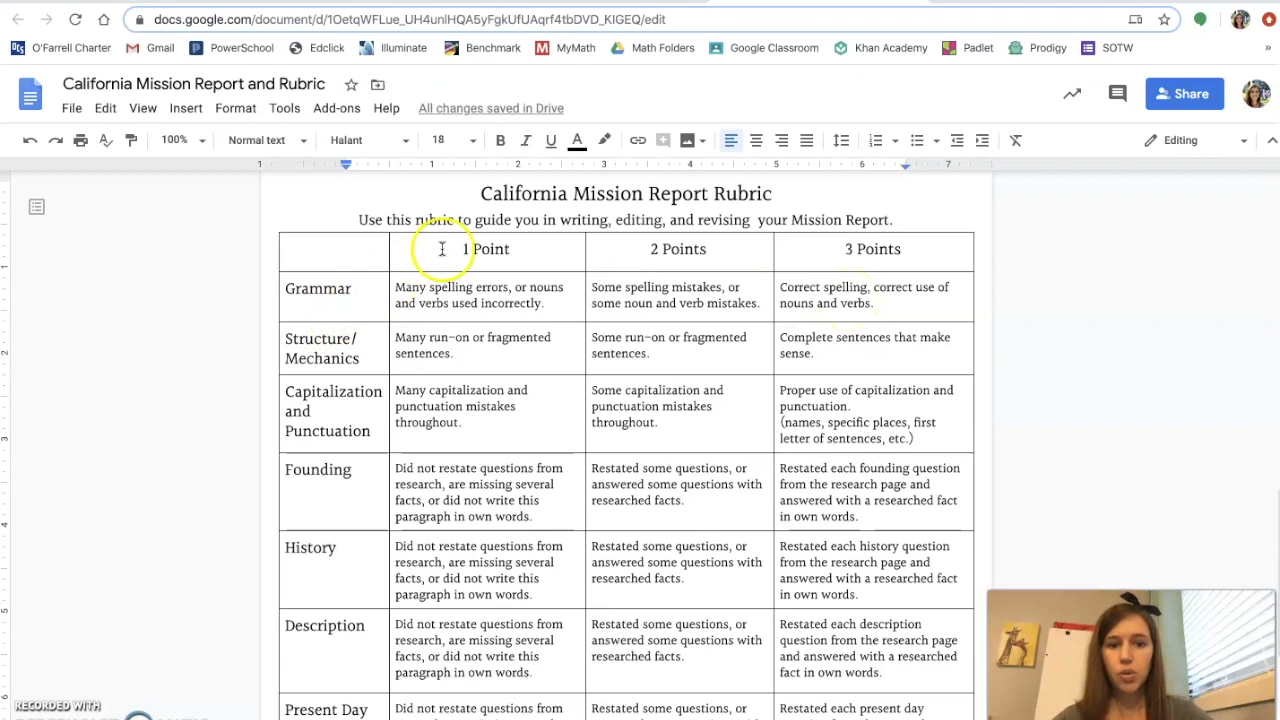 docs.google.com/document/d/1OetqWFLue_UH4unlHQA5yFgkUfUAqrf4tbDVD_KIGEQ/edit
O'Farrell Charter Gmail PowerSchool Edclick Illuminate Benchmark MyMath Math Folders Google Classroom Khan Academy Padlet Prodigy SOTW »
California Mission Report and Rubric
Share
File Edit View Insert Format Tools Add-ons Help All changes saved in Drive
100% Normal text Halant 18 B I U A Editing
1 1 2 3 4 5 6 7
California Mission Report Rubric
Use this rubric to guide you in writing, editing, and revising your Mission Report.
1 Point 2 Points 3 Points
Grammar
Many spelling errors, or nouns
and verbs used incorrectly.
Some spelling mistakes, or
some noun and verb mistakes.
Correct spelling, correct use of
nouns and verbs.
Structure/
Mechanics
Many run-on or fragmented
sentences.
Some run-on or fragmented
sentences.
Complete sentences that make
sense.
Capitalization
and
Punctuation
Many capitalization and
punctuation mistakes
throughout.
Some capitalization and
punctuation mistakes
throughout.
Proper use of capitalization and
punctuation.
(names, specific places, first
letter of sentences, etc.)
Founding
Did not restate questions from
research, are missing several
facts, or did not write this
paragraph in own words.
Restated some questions, or
answered some questions with
researched facts.
Restated each founding question
from the research page and
answered with a researched fact
in own words.
History
Did not restate questions from
research, are missing several
facts, or did not write this
paragraph in own words.
Restated some questions, or
answered some questions with
researched facts.
Restated each history question
from the research page and
answered with a researched fact
in own words.
Description
Did not restate questions from
research, are missing several
facts, or did not write this
paragraph in own words.
Restated some questions, or
answered some questions with
researched facts.
Restated each description
question from the research page
and answered with a researched
fact in own words.
Present Day
Did not restate questions from
Restated some questions, or
Restated each present day
RECORDED WITH